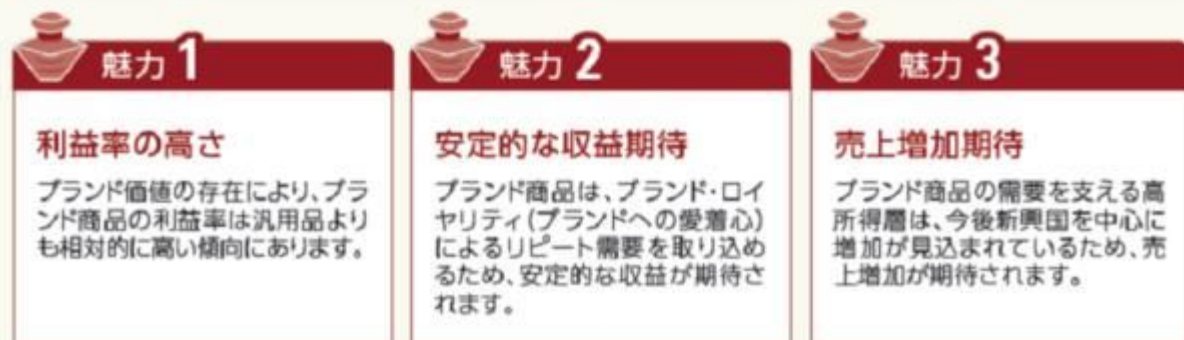 魅力 1
利益率の高さ
ブランド価値の存在により、ブラ
ンド商品の利益率は汎用品より
も相対的に高い傾向にあります。
魅力 2
安定的な収益期待
ブランド商品は、ブランド・ロイ
ヤリティ(ブランドへの愛着心)
によるリピート需要を取り込め
るため、安定的な収益が期待さ
れます。
魅力 3
売上増加期待
ブランド商品の需要を支える高
所得層は、今後新興国を中心に
増加が見込まれているため、売
上増加が期待されます。